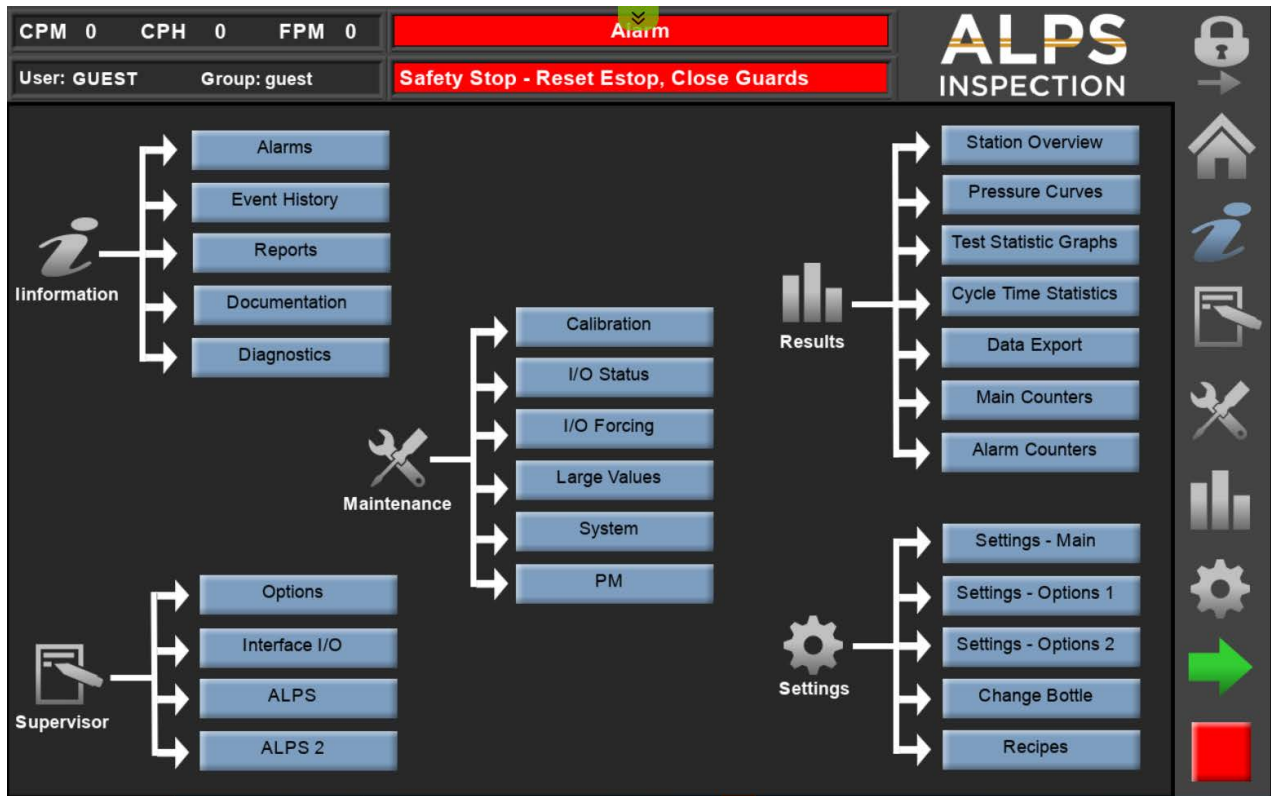 CPM 0 CPH 0 FPM 0
Alarm
User: GUEST Group: guest
Safety Stop - Reset Estop, Close Guards
ALPS
INSPECTION
Iinformation
Alarms
Event History
Reports
Documentation
Diagnostics
Maintenance
Calibration
I/O Status
I/O Forcing
Large Values
System
PM
Supervisor
Options
Interface I/O
ALPS
ALPS 2
Results
Station Overview
Pressure Curves
Test Statistic Graphs
Cycle Time Statistics
Data Export
Main Counters
Alarm Counters
Settings
Settings - Main
Settings - Options 1
Settings - Options 2
Change Bottle
Recipes